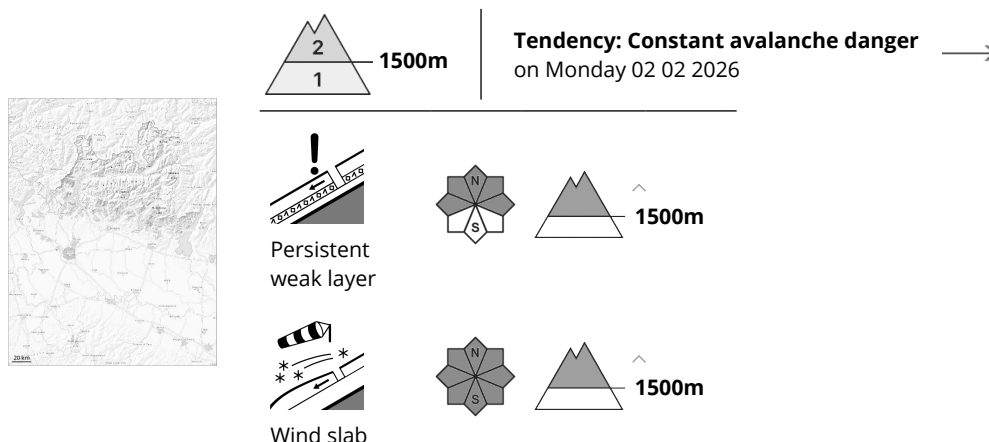 2
1
1500m
Tendency: Constant avalanche danger
on Monday 02 02 2026
20 km
N
S
1500m
Persistent
weak layer
N
S
1500m
Wind slab